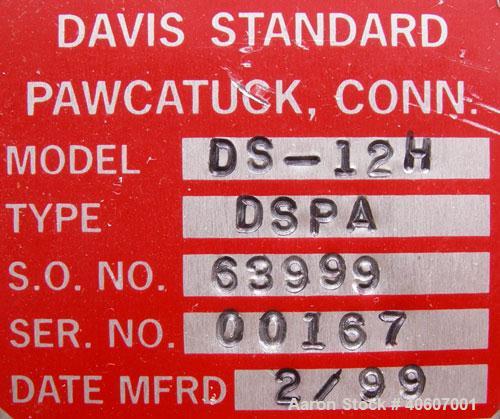 DAVIS STANDARD
PAWCATUCK, CONN.
MODEL DS-12H
TYPE DSPA
S.O. NO. 63999
SER. NO. 00167
DATE MFRD 2/99
Aaron Stock # 40607001